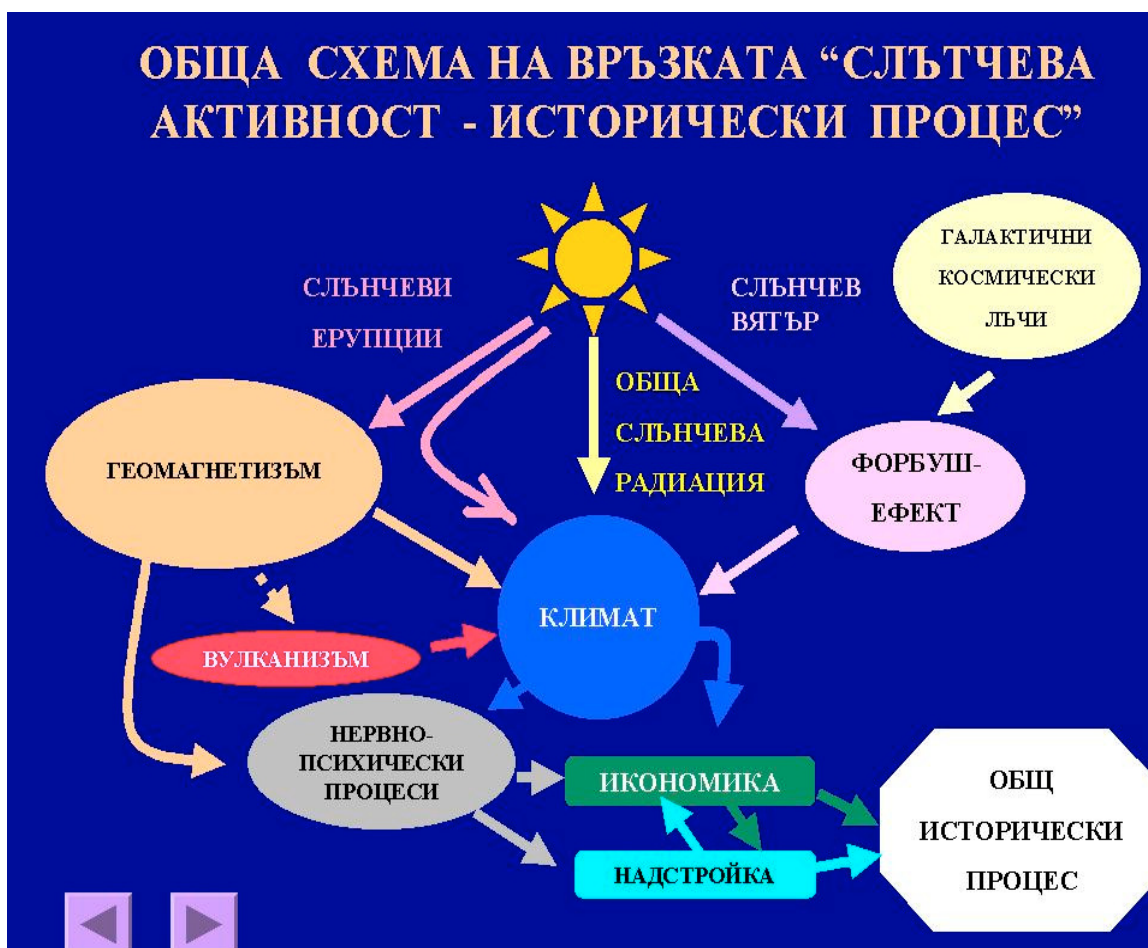 ОБЩА СХЕМА НА ВРЪЗКАТА “СЛЪТЧЕВА
АКТИВНОСТ - ИСТОРИЧЕСКИ ПРОЦЕС”
СЛЪНЧЕВИ
ЕРУПЦИИ
СЛЪНЧЕВ
ВЯТЪР
ГАЛАКТИЧНИ
КОСМИЧЕСКИ
ЛЪЧИ
ОБЩА
СЛЪНЧЕВА
РАДИАЦИЯ
ГЕОМАГНЕТИЗЪМ
ФОРБУШ-
ЕФЕКТ
КЛИМАТ
ВУЛКАНИЗЪМ
НЕРВНО-
ПСИХИЧЕСКИ
ПРОЦЕСИ
ИКОНОМИКА
НАДСТРОЙКА
ОБЩ
ИСТОРИЧЕСКИ
ПРОЦЕС